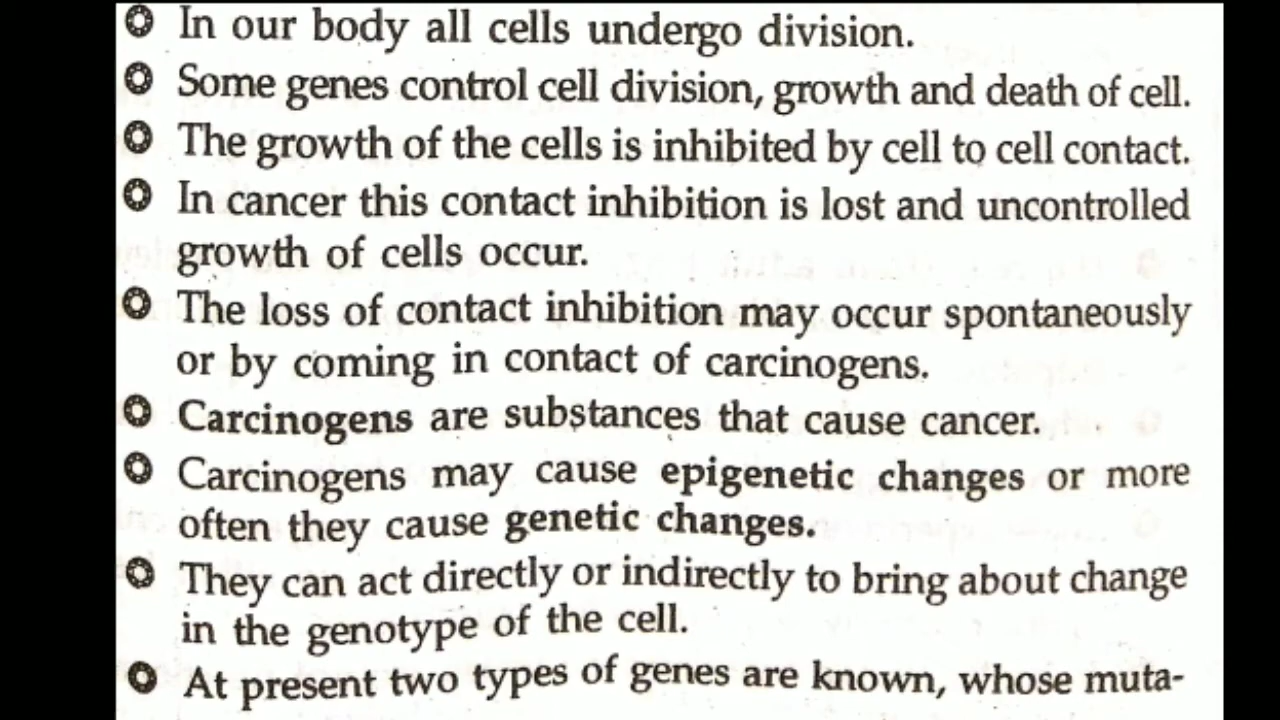 In our body all cells undergo division.
Some genes control cell division, growth and death of cell.
The growth of the cells is inhibited by cell to cell contact.
In cancer this contact inhibition is lost and uncontrolled
growth of cells occur.
The loss of contact inhibition may occur spontaneously
or by coming in contact of carcinogens.
Carcinogens are substances that cause cancer.
Carcinogens may cause epigenetic changes or more
often they cause genetic changes.
They can act directly or indirectly to bring about change
in the genotype of the cell.
At present two types of genes are known, whose muta-